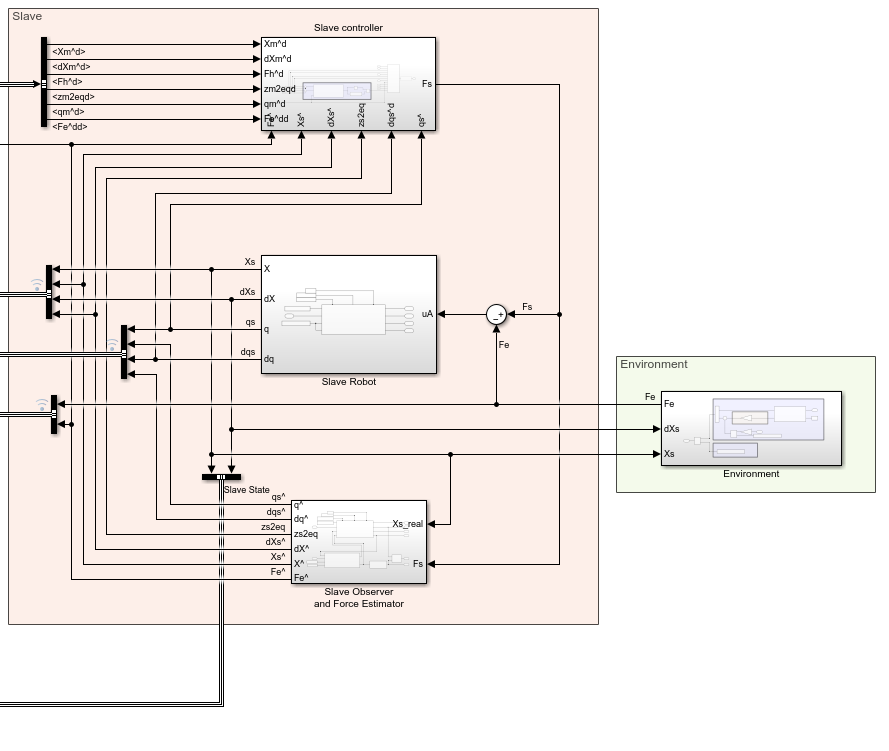 Slave
Slave controller
<Xm^d>
<dXm^d>
<Fh^d>
<zm2eqd>
<qm^d>
<Fe^dd>
Xm^d
dXm^d
Fh^d
zm2eqd
qm^d
Fe^dd
Fe^
Xs^
dXs^
zs2eq
dqs^d
qs^
Fs
Xs
dXs
qs
dqs
X
dX
q
dq
uA
Slave Robot
_+
Fs
Fe
Environment
Fe
Fe
dXs
Xs
Environment
Slave State
qs^
dqs^
zs2eq
dXs^
Xs^
Fe^
q^
dq^
zs2eq
dX^
X^
Fe^
Xs_real
Fs
Slave Observer
and Force Estimator